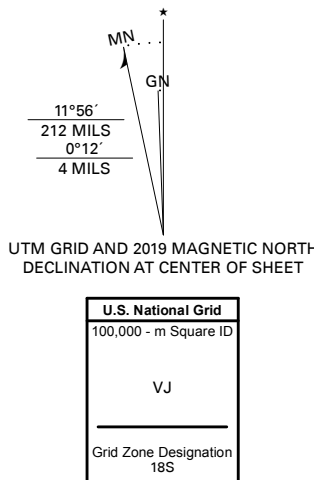 ★
MN
GN
11°56´
212 MILS
0°12´
4 MILS
UTM GRID AND 2019 MAGNETIC NORTH
DECLINATION AT CENTER OF SHEET
U.S. National Grid
100,000 - m Square ID
VJ
Grid Zone Designation
18S